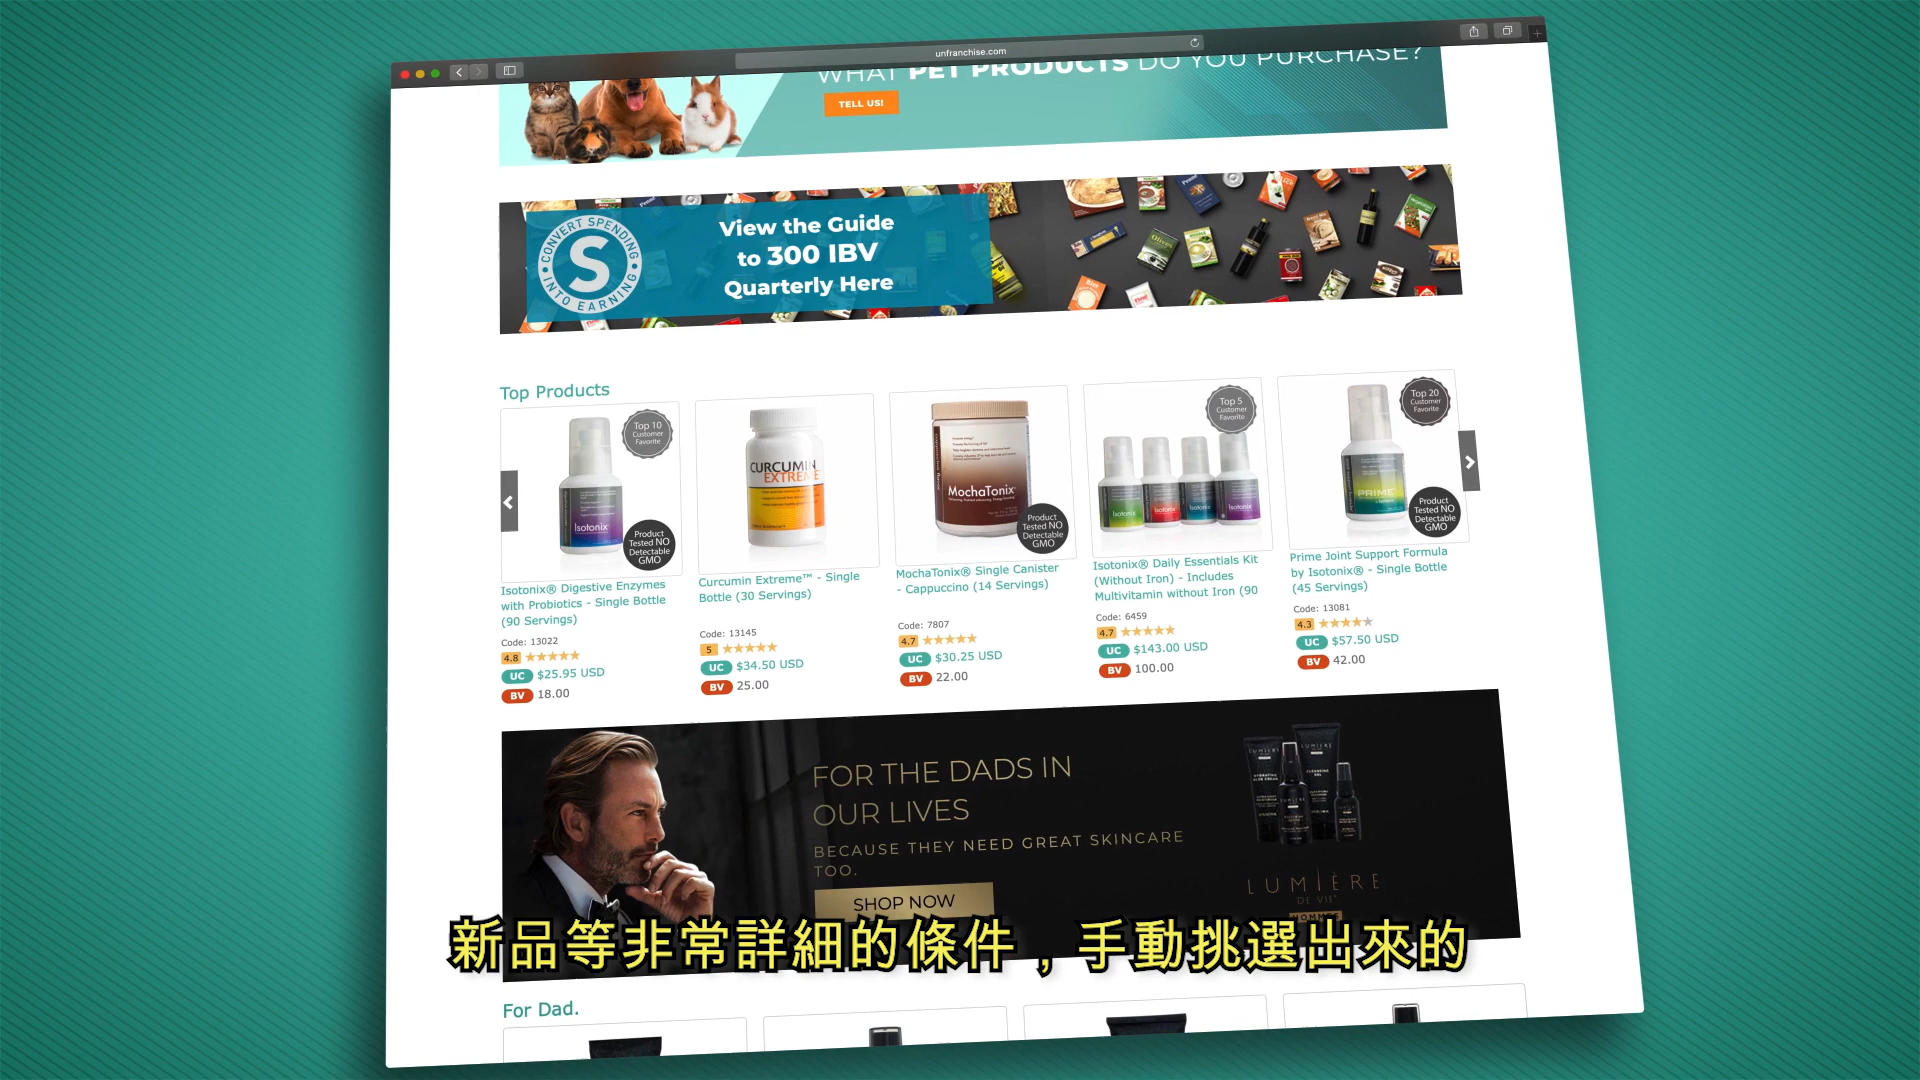 unfranchise.com
WHAT PET PRODUCTS DO YOU PURCHASE?
TELL US!
CONVERT SPENDING
INTO EARNING
S
View the Guide
to 300 IBV
Quarterly Here
Top Products
Top 10
Customer
Favorite
Isotonix
Product
Tested NO
Detectable
GMO
CURCUMIN
EXTREME
MochaTonix
Product
Tested NO
Detectable
GMO
Top 5
Customer
Favorite
Isotonix
Isotonix
Isotonix
Isotonix
Top 20
Customer
Favorite
PRIME
Product
Tested NO
Detectable
GMO
Isotonix® Digestive Enzymes
with Probiotics - Single Bottle
(90 Servings)
Code: 13022
4.8
UC $25.95 USD
BV 18.00
Curcumin Extreme™ - Single
Bottle (30 Servings)
Code: 13145
5
UC $34.50 USD
BV 25.00
MochaTonix® Single Canister
- Cappuccino (14 Servings)
Code: 7807
4.7
UC $30.25 USD
BV 22.00
Isotonix® Daily Essentials Kit
(Without Iron) - Includes
Multivitamin without Iron (90
Code: 6459
4.7
UC $143.00 USD
BV 100.00
Prime Joint Support Formula
by Isotonix® - Single Bottle
(45 Servings)
Code: 13081
4.3
UC $57.50 USD
BV 42.00
FOR THE DADS IN
OUR LIVES
BECAUSE THEY NEED GREAT SKINCARE
TOO.
SHOP NOW
LUMIÈRE
DE VIE
HOMMES
新品等非常詳細的條件，手動挑選出來的
For Dad.